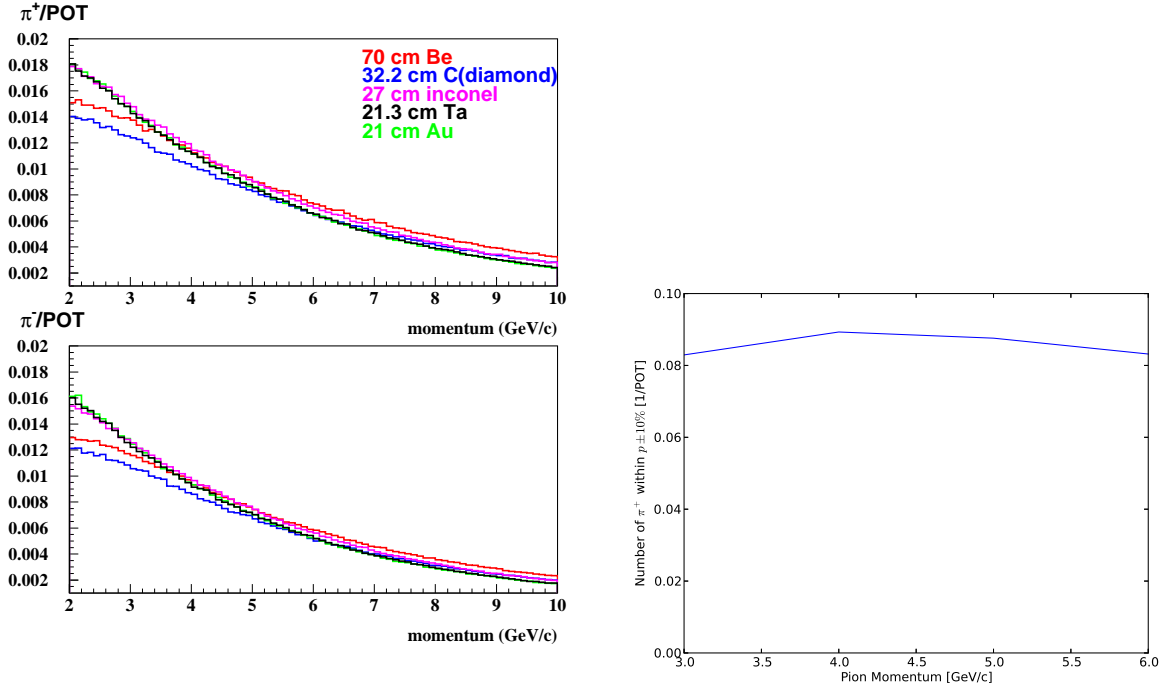 π+/POT
0.02
0.018
0.016
0.014
0.012
0.01
0.008
0.006
0.004
0.002
70 cm Be
32.2 cm C(diamond)
27 cm inconel
21.3 cm Ta
21 cm Au
2 3 4 5 6 7 8 9 10
momentum (GeV/c)
π-/POT
0.02
0.018
0.016
0.014
0.012
0.01
0.008
0.006
0.004
0.002
2 3 4 5 6 7 8 9 10
momentum (GeV/c)
Number of π+ within p±10% [1/POT]
0.10
0.08
0.06
0.04
0.02
0.00
3.0 3.5 4.0 4.5 5.0 5.5 6.0
Pion Momentum [GeV/c]